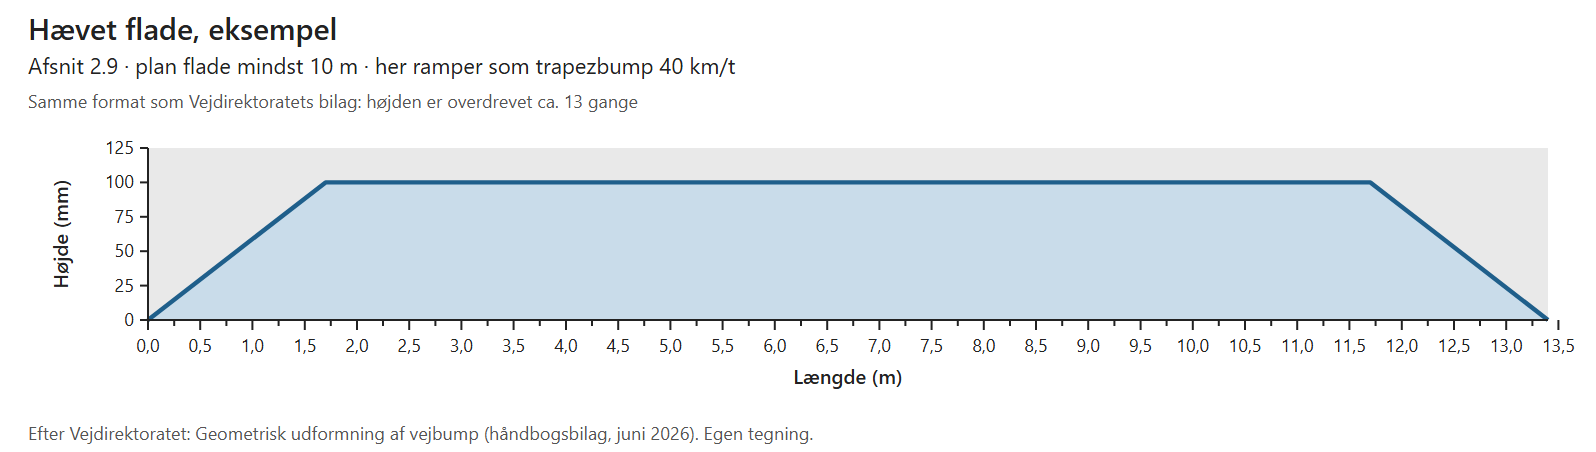 Hævet flade, eksempel
Afsnit 2.9 · plan flade mindst 10 m · her ramper som trapezbump 40 km/t
Samme format som Vejdirektoratets bilag: højden er overdrevet ca. 13 gange
125
100
75
50
25
0
Højde (mm)
0,0 0,5 1,0 1,5 2,0 2,5 3,0 3,5 4,0 4,5 5,0 5,5 6,0 6,5 7,0 7,5 8,0 8,5 9,0 9,5 10,0 10,5 11,0 11,5 12,0 12,5 13,0 13,5
Længde (m)
Efter Vejdirektoratet: Geometrisk udformning af vejbump (håndbogsbilag, juni 2026). Egen tegning.